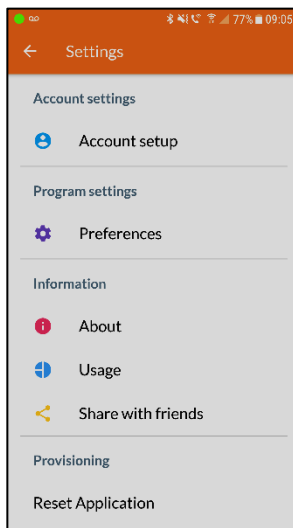 77% 09:05
Settings
Account settings
Account setup
Program settings
Preferences
Information
About
Usage
Share with friends
Provisioning
Reset Application